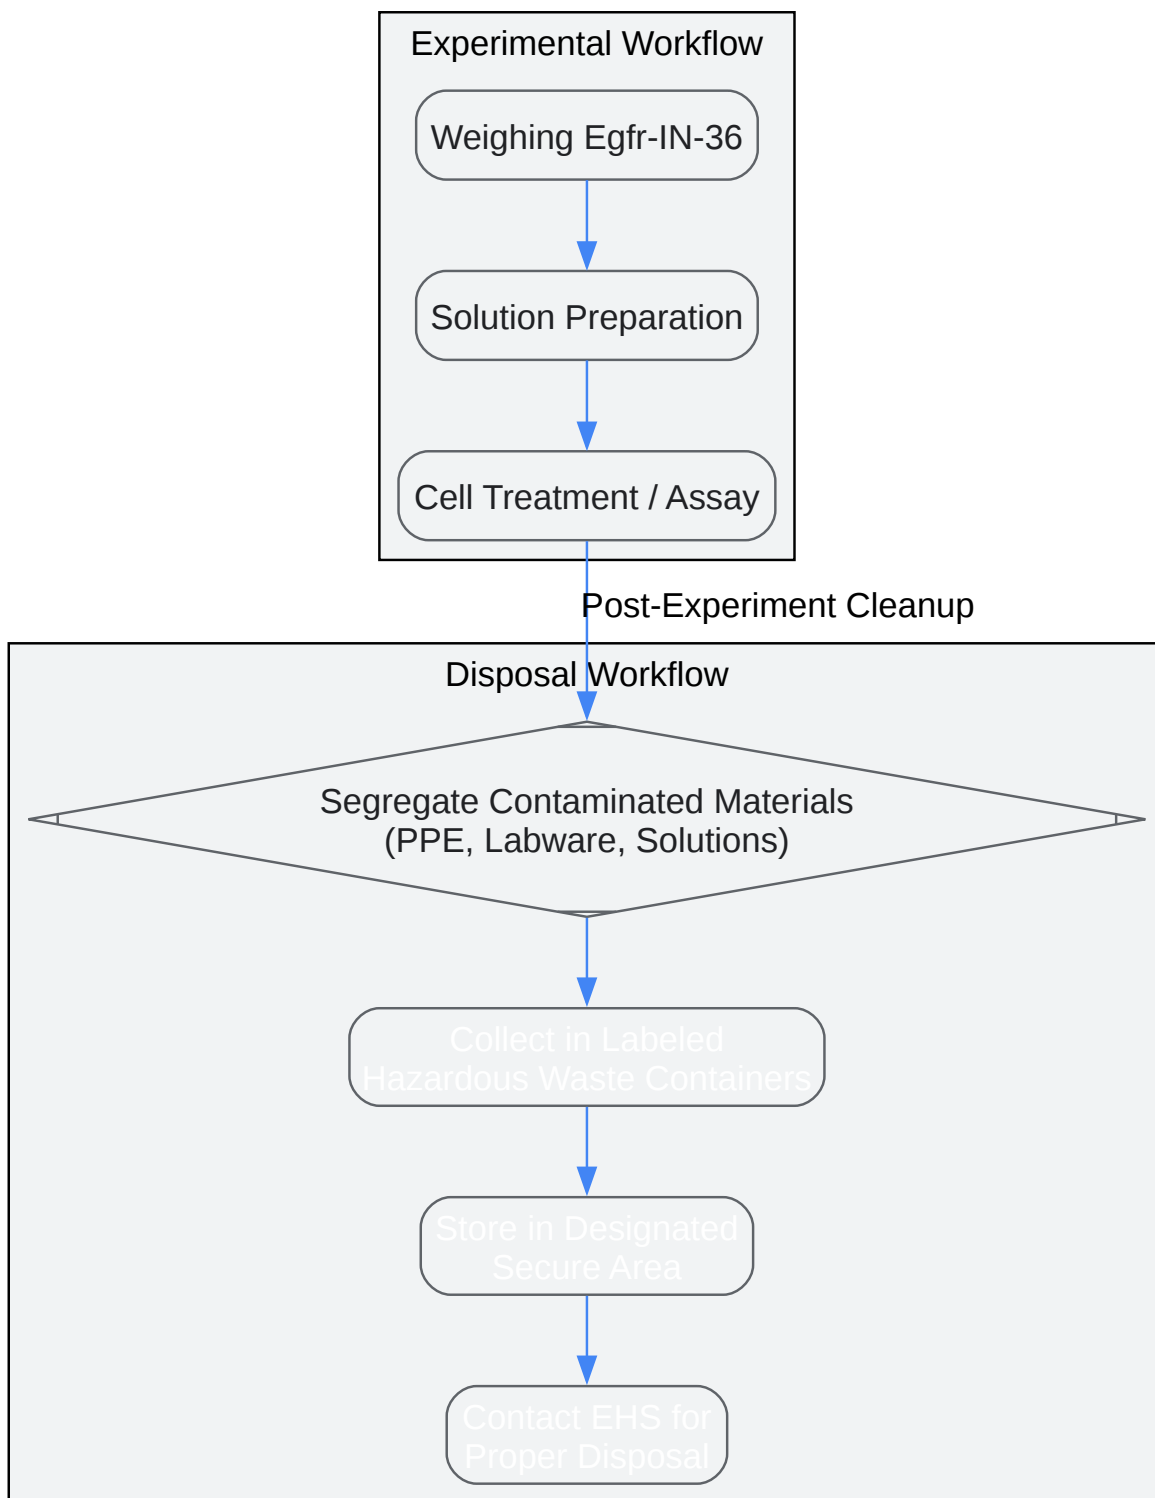 Experimental Workflow
Weighing Egfr-IN-36
Solution Preparation
Cell Treatment / Assay
Post-Experiment Cleanup
Disposal Workflow
Segregate Contaminated Materials
(PPE, Labware, Solutions)
Collect in Labeled
Hazardous Waste Containers
Store in Designated
Secure Area
Contact EHS for
Proper Disposal